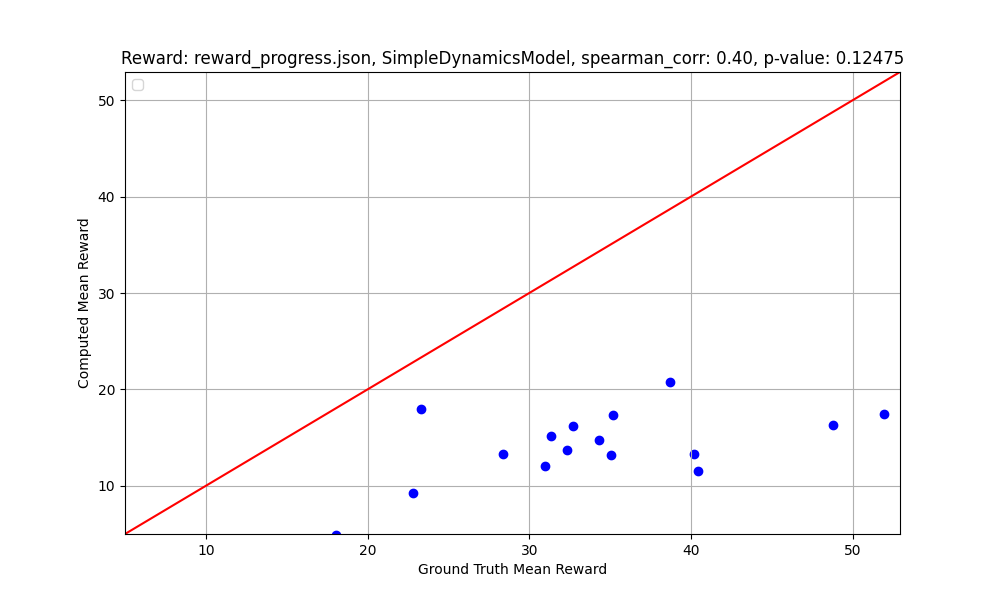 Reward: reward_progress.json, SimpleDynamicsModel, spearman_corr: 0.40, p-value: 0.12475
50
40
30
20
10
Computed Mean Reward
10 20 30 40 50
Ground Truth Mean Reward